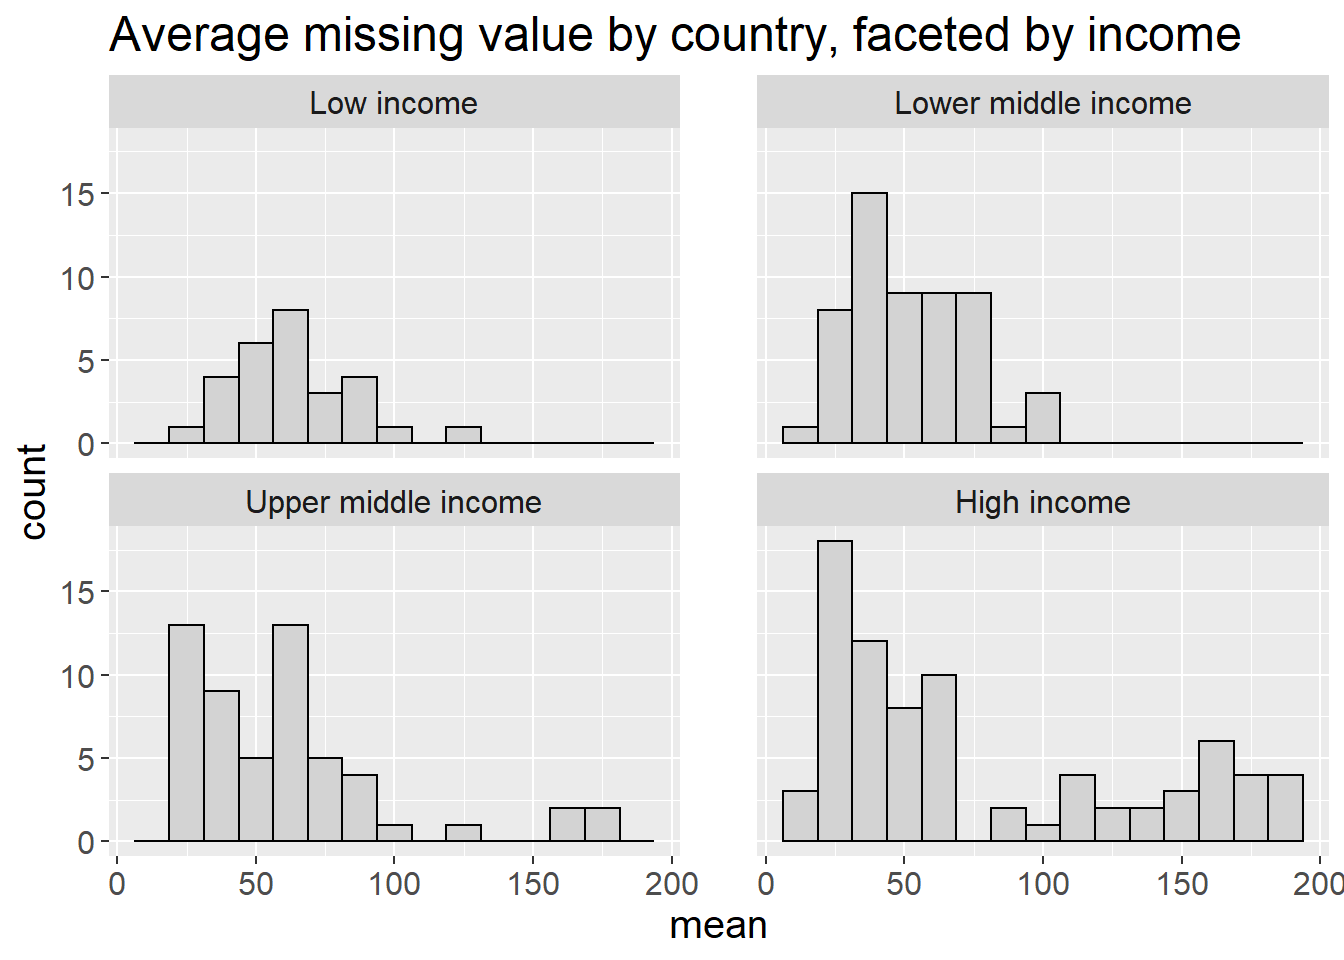 Average missing value by country, faceted by income
Low income
Lower middle income
15
10
5
0
Upper middle income
High income
15
10
5
0
0 50 100 150 200
0 50 100 150 200
count
mean